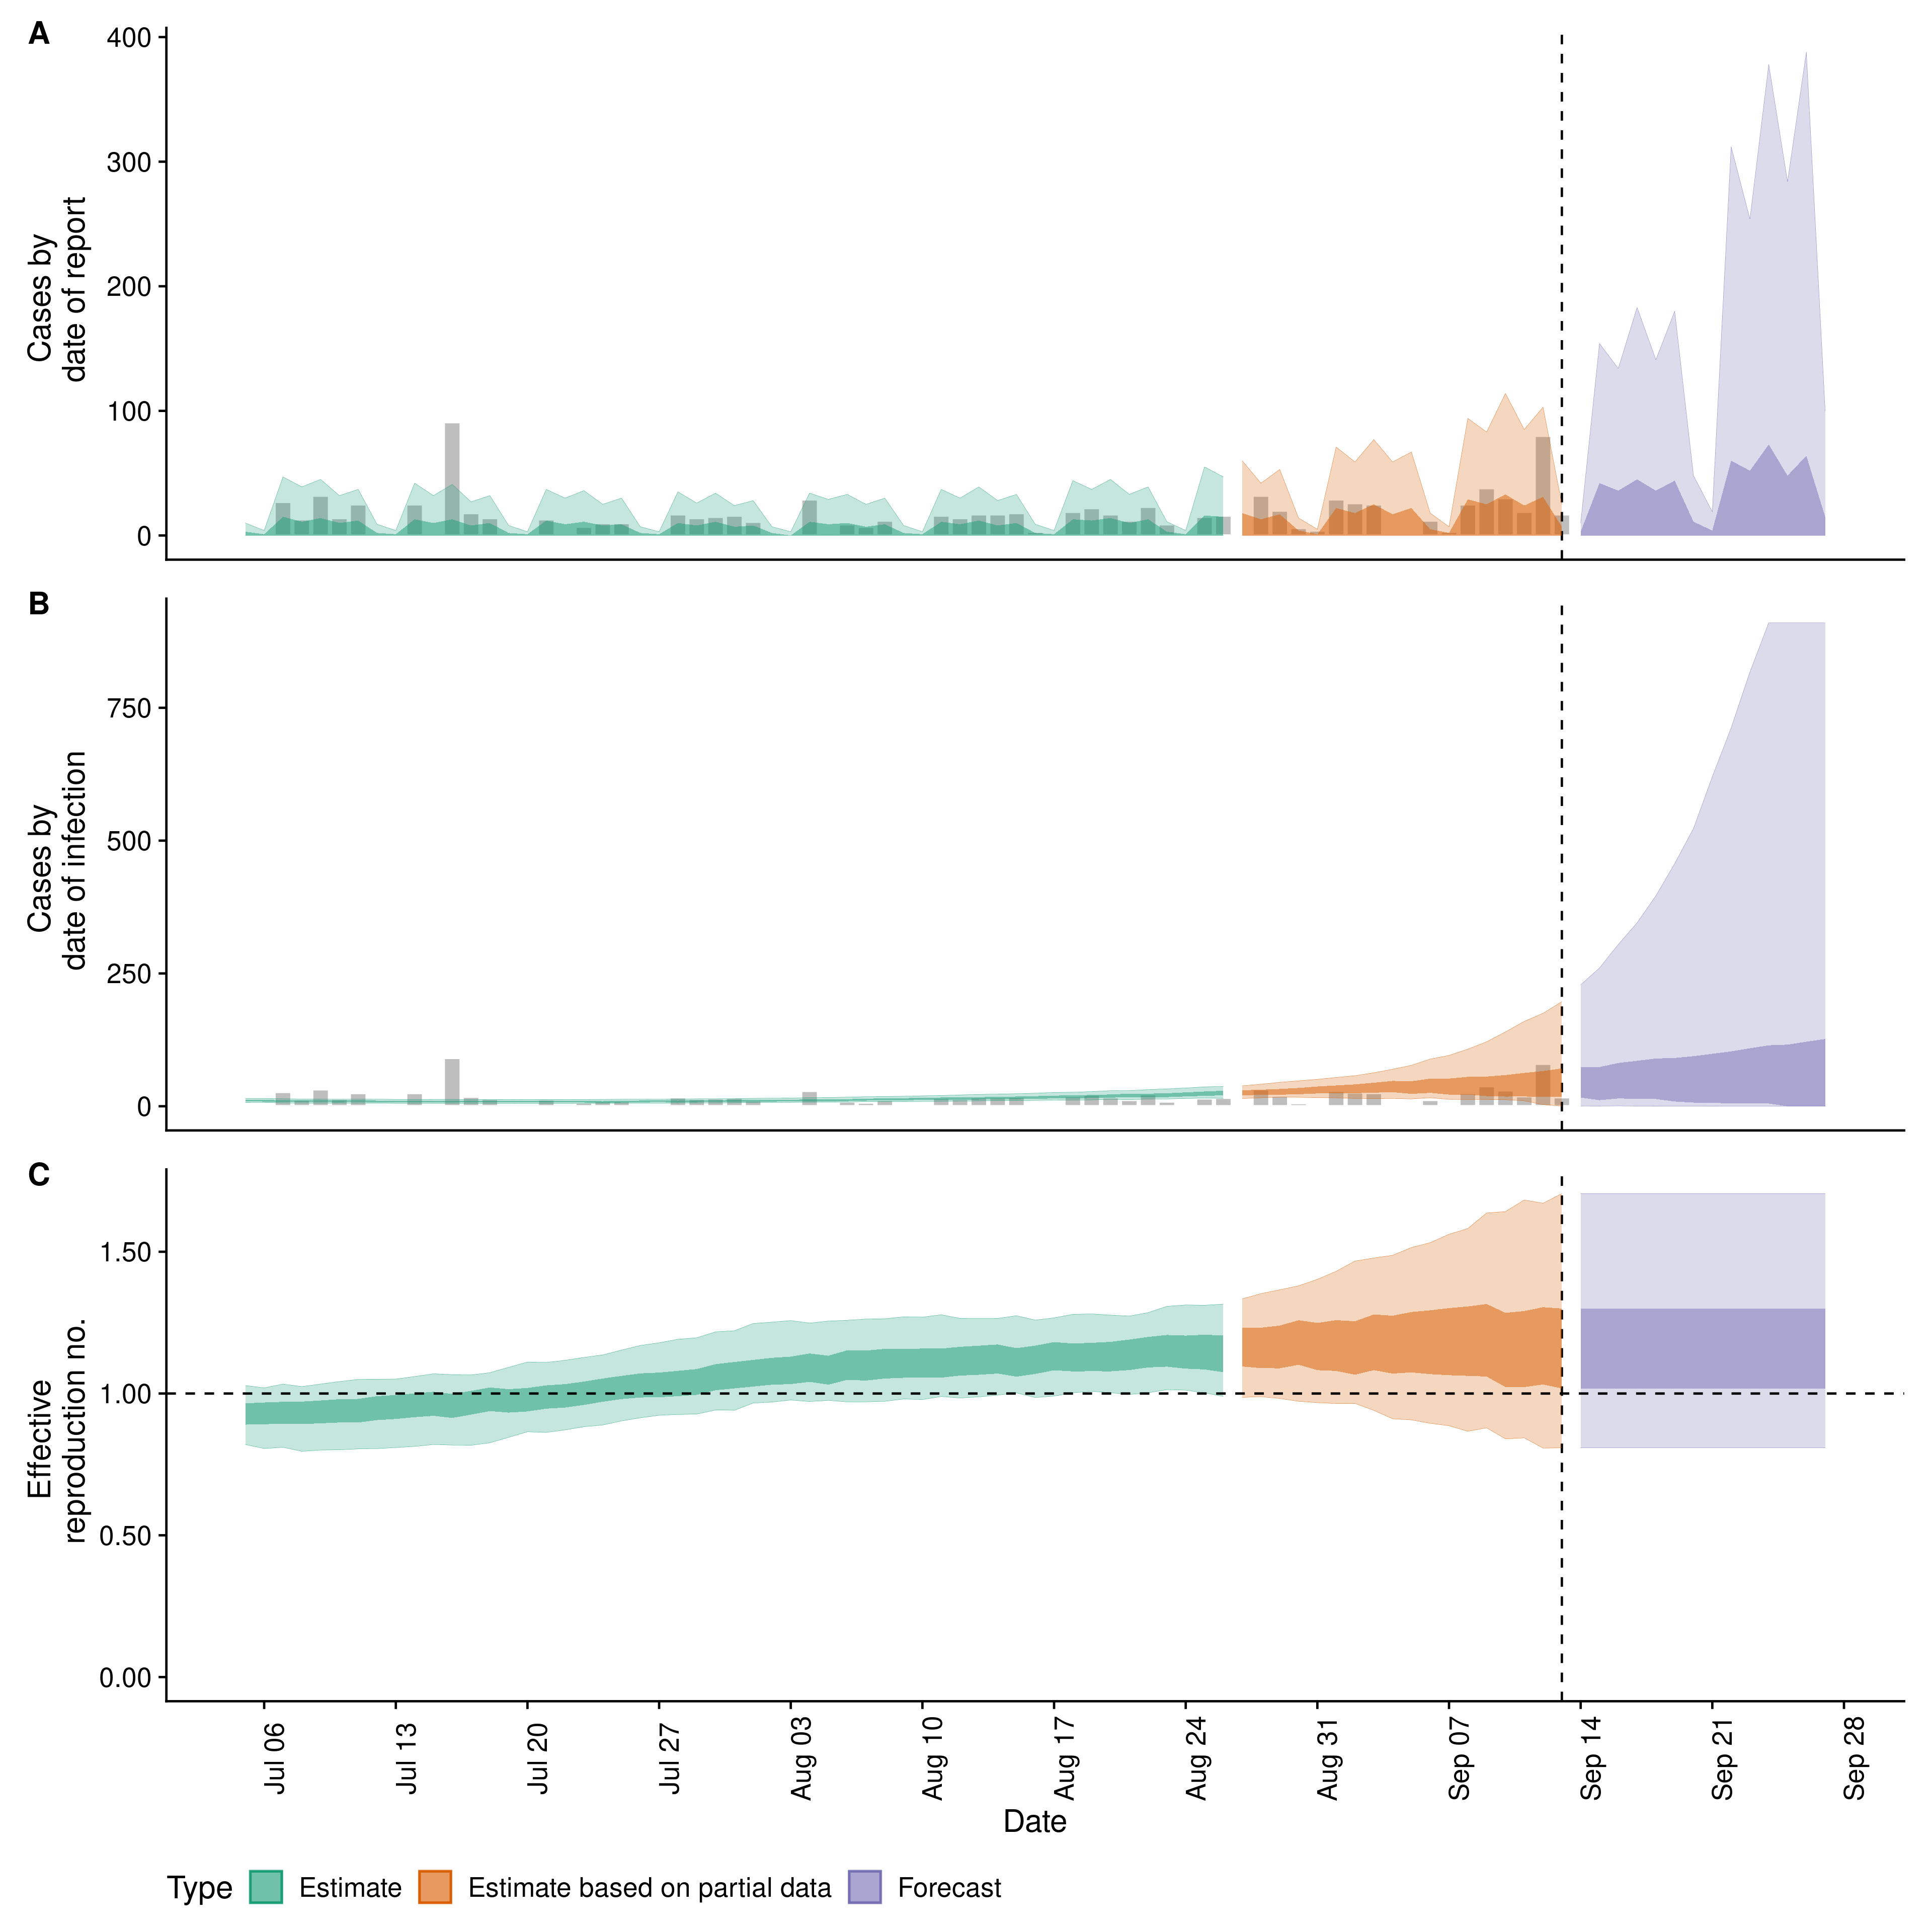 A
400
300
200
100
0
Cases by
date of report
B
750
500
250
0
Cases by
date of infection
C
1.50
1.00
0.50
0.00
Effective
reproduction no.
Jul 06
Jul 13
Jul 20
Jul 27
Aug 03
Aug 10
Aug 17
Aug 24
Aug 31
Sep 07
Sep 14
Sep 21
Sep 28
Date
Type Estimate Estimate based on partial data Forecast